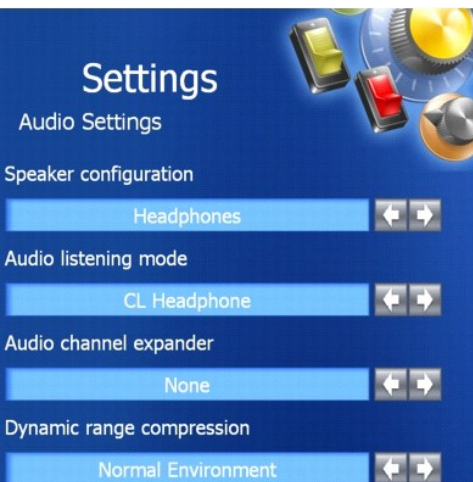 Settings
Audio Settings
Speaker configuration
Headphones
Audio listening mode
CL Headphone
Audio channel expander
None
Dynamic range compression
Normal Environment